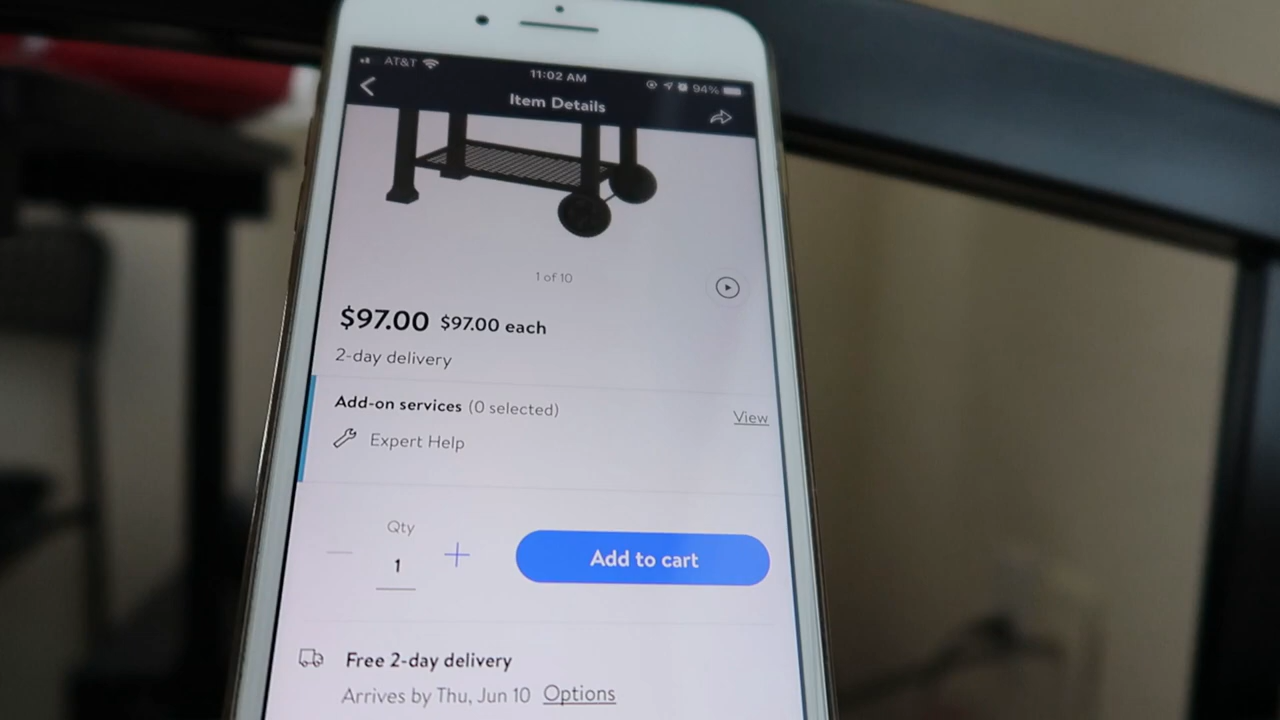 AT&T
11:02 AM
94%
Item Details
1 of 10
$97.00 $97.00 each
2-day delivery
Add-on services (0 selected)
View
Expert Help
Qty
1
Add to cart
Free 2-day delivery
Arrives by Thu, Jun 10 Options